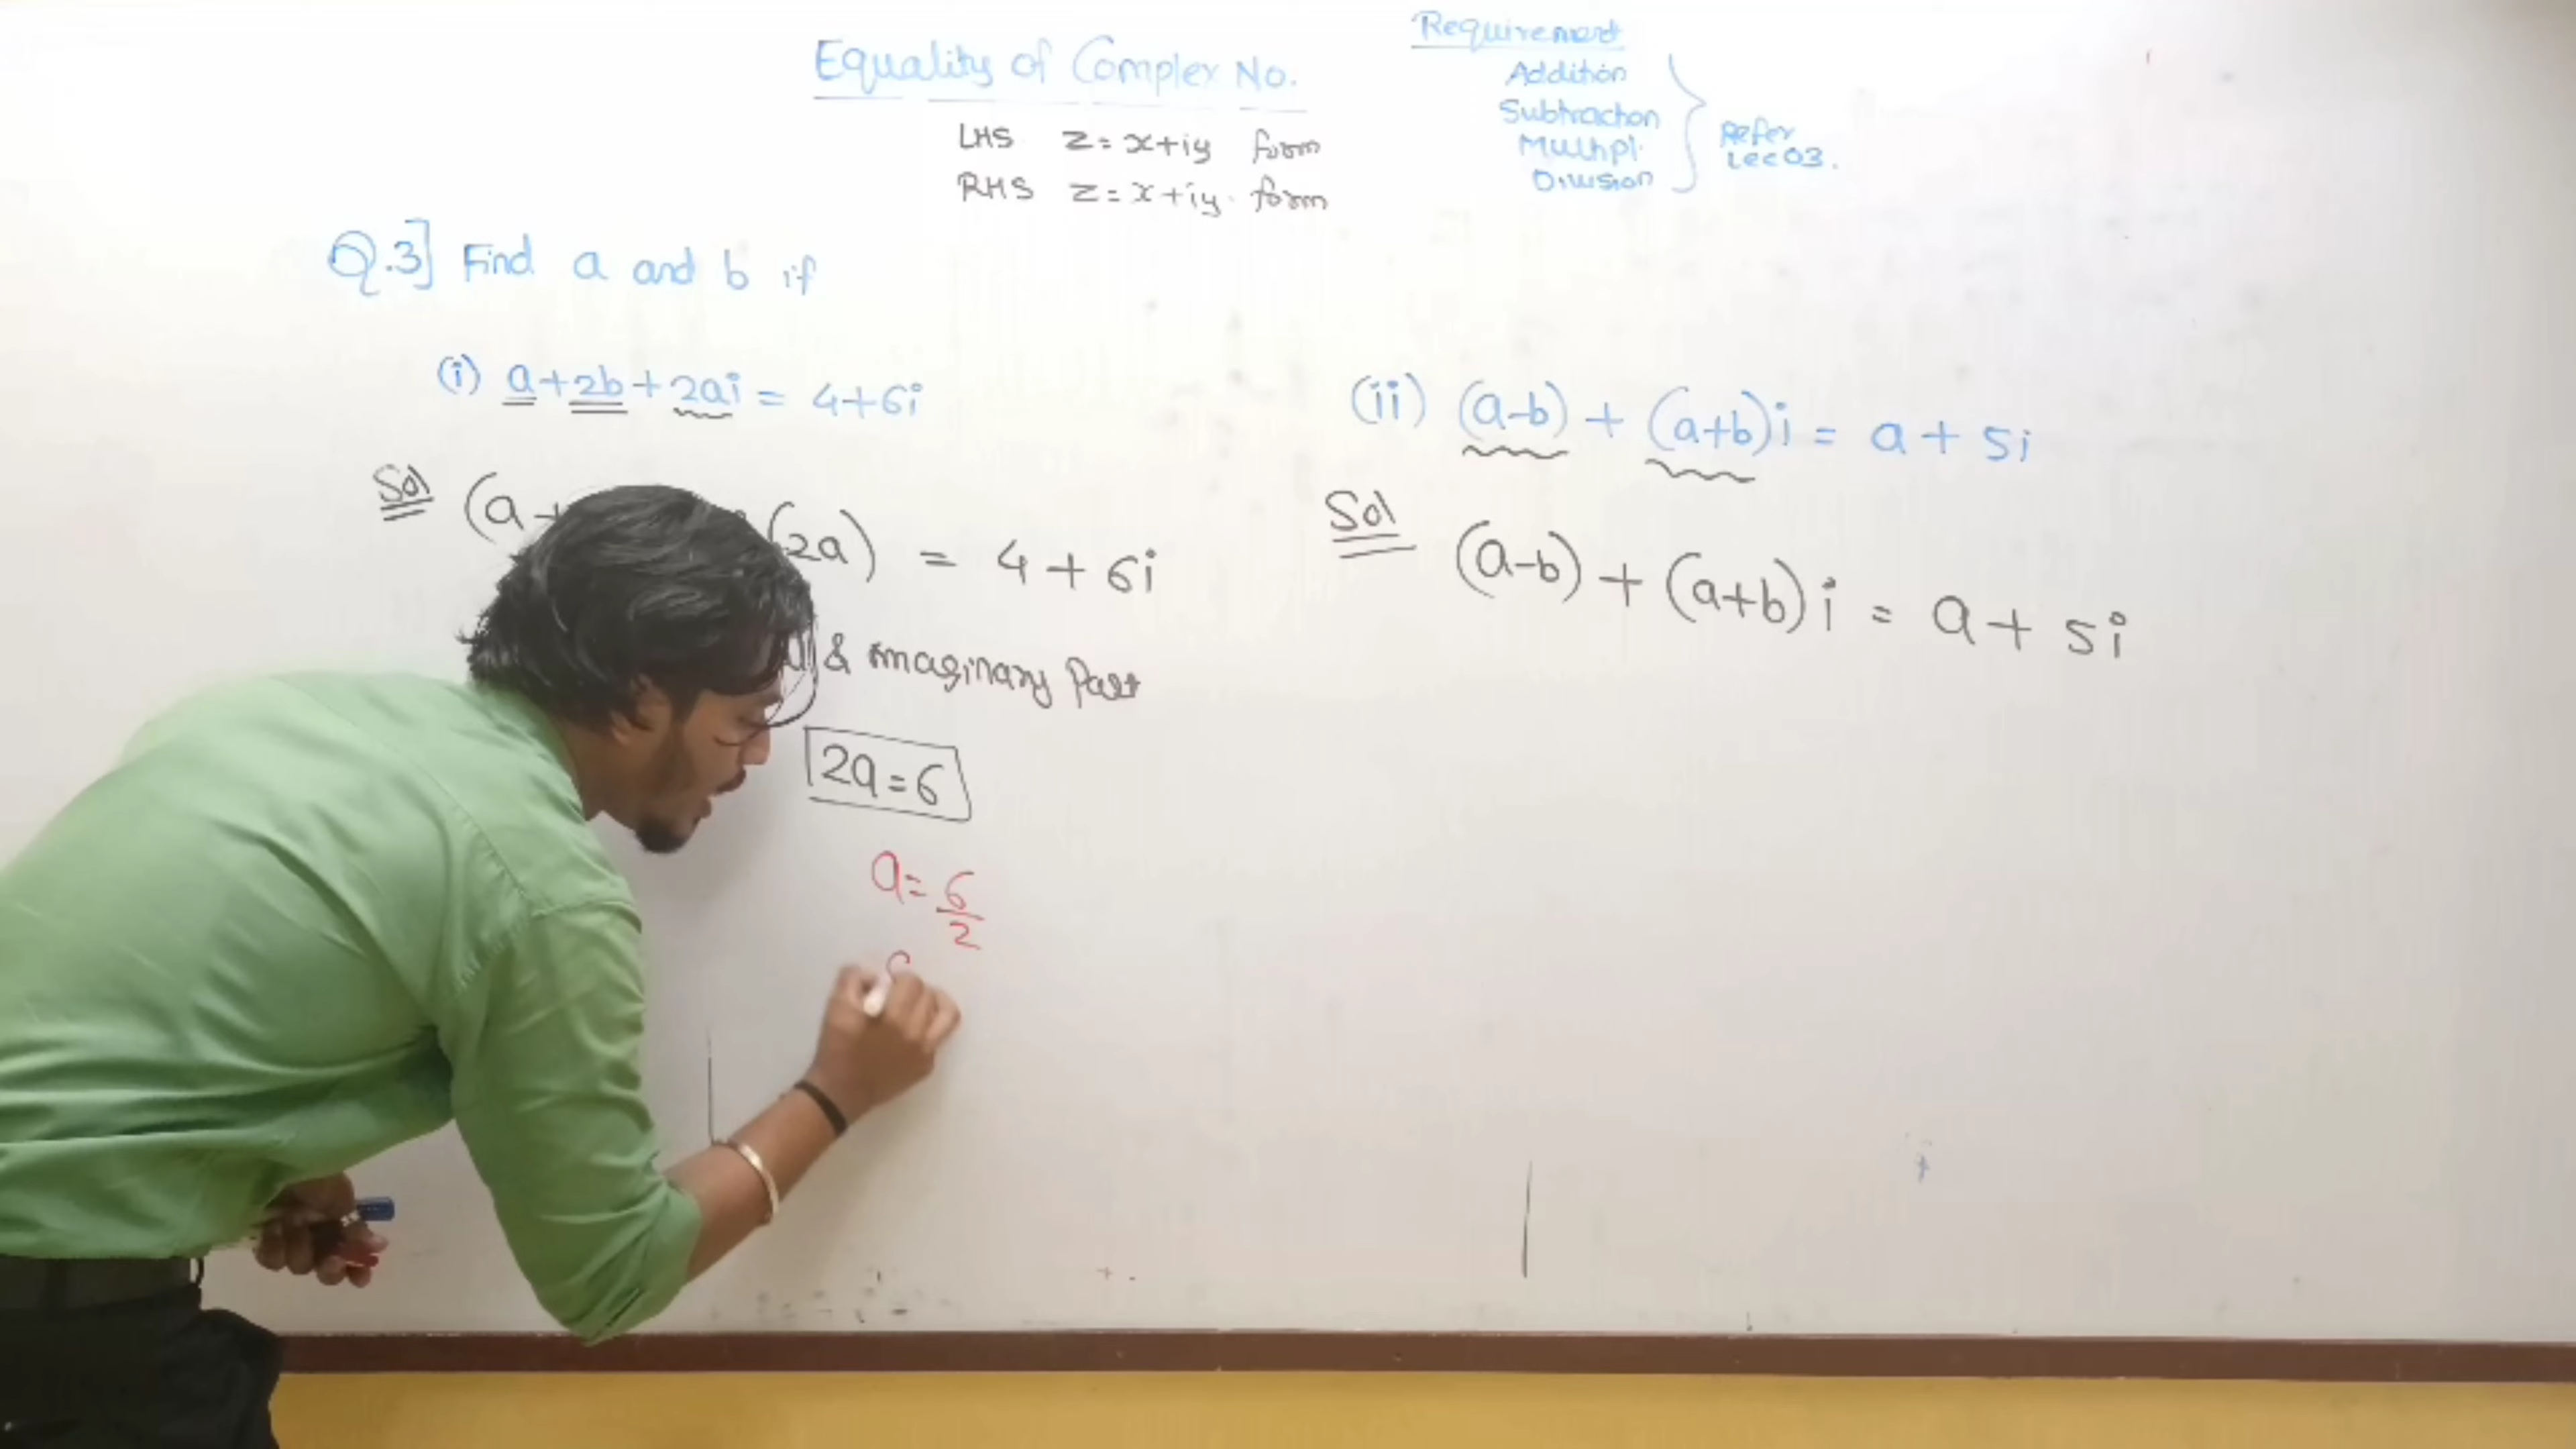 Equality of Complex No.
LHS z = x+iy form
RHS z = x+iy. form
Requirement
Addition
Subtraction
Multipl.
Division
Refer
Lec 03.
Q.3] Find a and b if
(i) a+2b+2ai = 4+6i
Sol (a+ (2a) = 4+6i
& imaginary Part
2a=6
a= 6/2
(ii) (a-b) + (a+b)i = a + 5i
Sol
(a-b) + (a+b)i = a + 5i